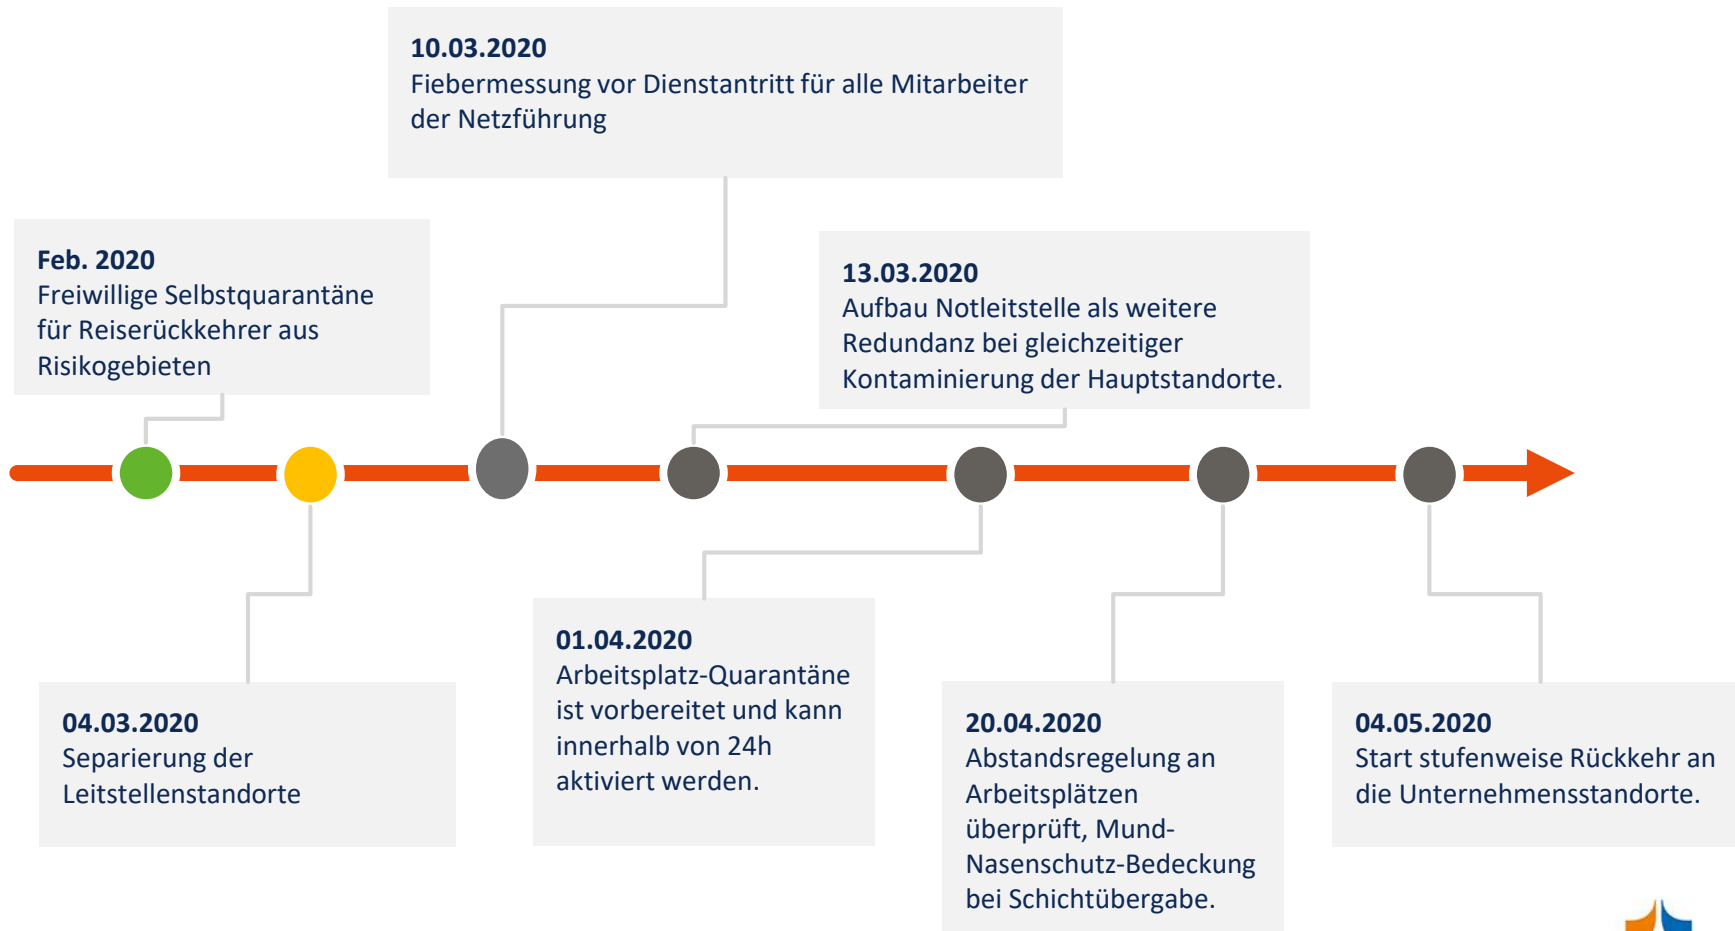 10.03.2020
Fiebermessung vor Dienstantritt für alle Mitarbeiter
der Netzführung
Feb. 2020
Freiwillige Selbstquarantäne
für Reiserückkehrer aus
Risikogebieten
13.03.2020
Aufbau Notleitstelle als weitere
Redundanz bei gleichzeitiger
Kontaminierung der Hauptstandorte.
04.03.2020
Separierung der
Leitstellenstandorte
01.04.2020
Arbeitsplatz-Quarantäne
ist vorbereitet und kann
innerhalb von 24h
aktiviert werden.
20.04.2020
Abstandsregelung an
Arbeitsplätzen
überprüft, Mund-
Nasenschutz-Bedeckung
bei Schichtübergabe.
04.05.2020
Start stufenweise Rückkehr an
die Unternehmensstandorte.